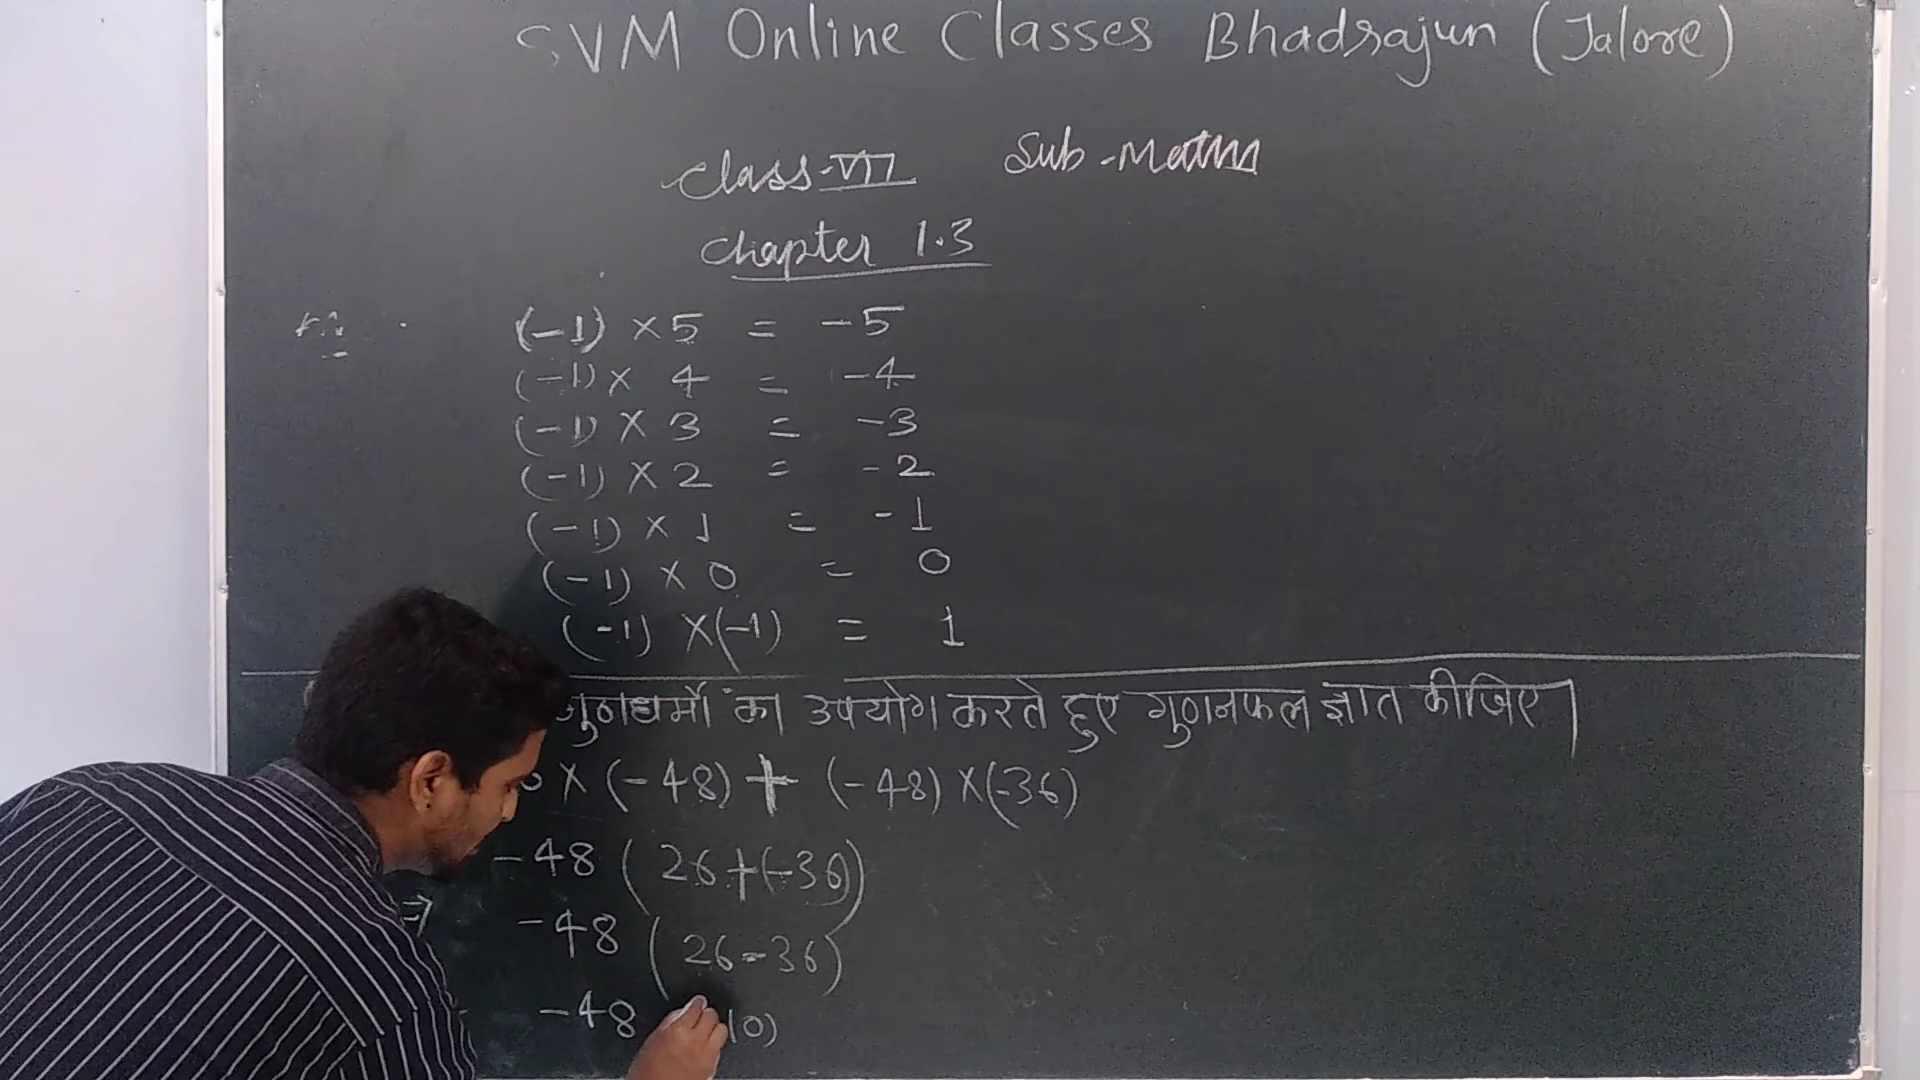 SVM Online Classes Bhadrajun (Jalore)
Class-VII Sub-Maths
Chapter 1.3
(-1) × 5 = -5
(-1) × 4 = -4
(-1) × 3 = -3
(-1) × 2 = -2
(-1) × 1 = -1
(-1) × 0 = 0
(-1) × (-1) = 1
गुणधर्मों का उपयोग करते हुए गुणनफल ज्ञात कीजिए।
× (-48) + (-48) × (-36)
-48 ( 26 + (-36)
⇒ -48 ( 26 - 36)
-48 10)